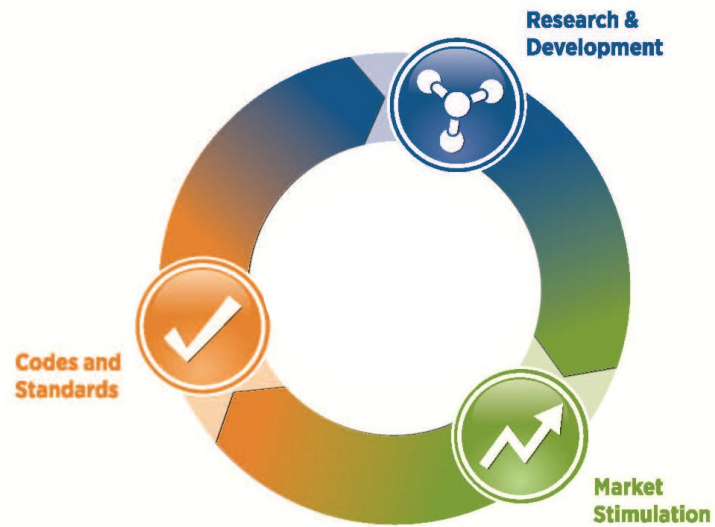 Research &
Development
Codes and
Standards
Market
Stimulation